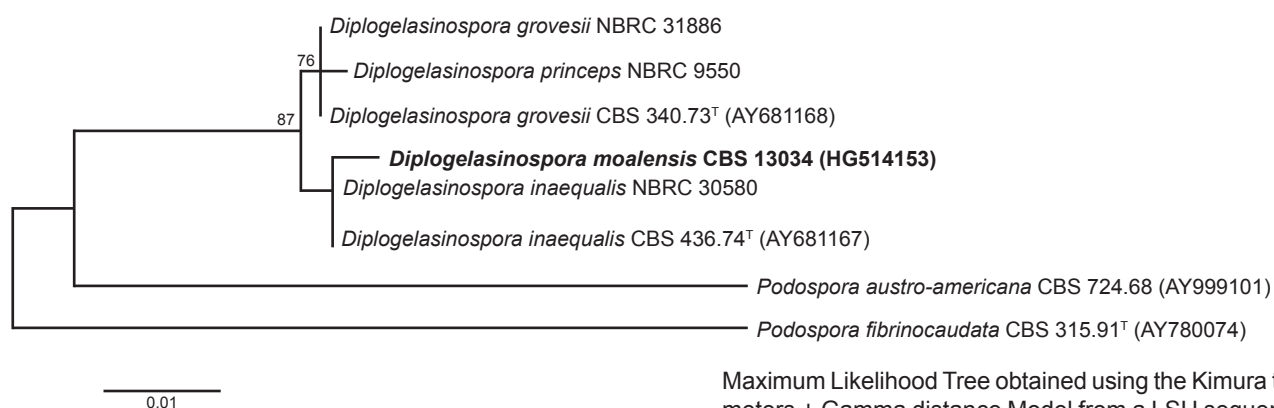 Diplogelasinospora grovesii NBRC 31886
76
Diplogelasinospora princeps NBRC 9550
Diplogelasinospora grovesii CBS 340.73ᵀ (AY681168)
87
Diplogelasinospora moalensis CBS 13034 (HG514153)
Diplogelasinospora inaequalis NBRC 30580
Diplogelasinospora inaequalis CBS 436.74ᵀ (AY681167)
Podospora austro-americana CBS 724.68 (AY999101)
Podospora fibrinocaudata CBS 315.91ᵀ (AY780074)
0.01
Maximum Likelihood Tree obtained using the Kimura
meters + Gamma distance Model from a LSU